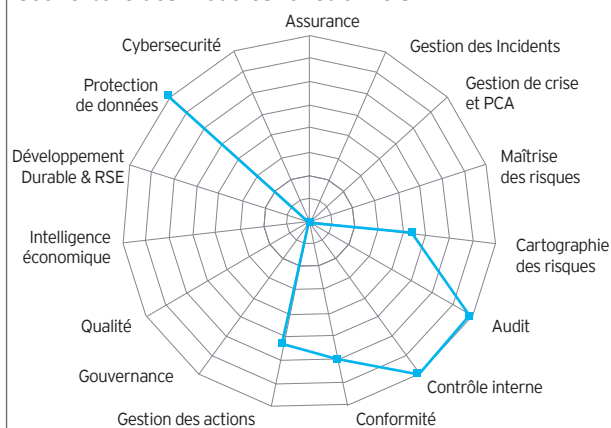 Assurance
Gestion des Incidents
Gestion de crise
et PCA
Maîtrise
des risques
Cartographie
des risques
Audit
Contrôle interne
Conformité
Gestion des actions
Gouvernance
Qualité
Intelligence
économique
Développement
Durable & RSE
Protection
de données
Cybersecurité